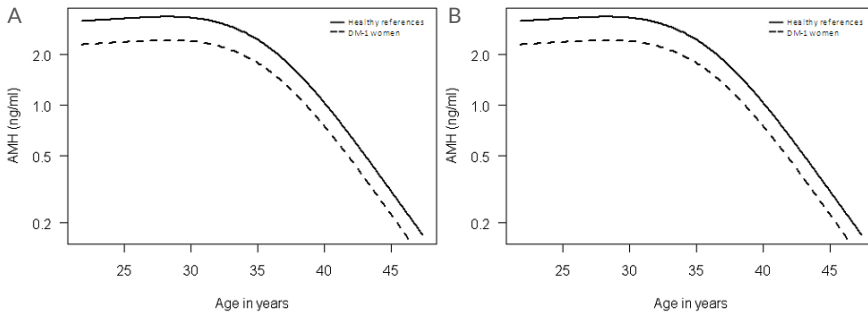 A
Healthy references
DM-1 women
2.0
1.0
0.5
0.2
AMH (ng/ml)
25 30 35 40 45
Age in years
B
Healthy references
DM-1 women
2.0
1.0
0.5
0.2
AMH (ng/ml)
25 30 35 40 45
Age in years